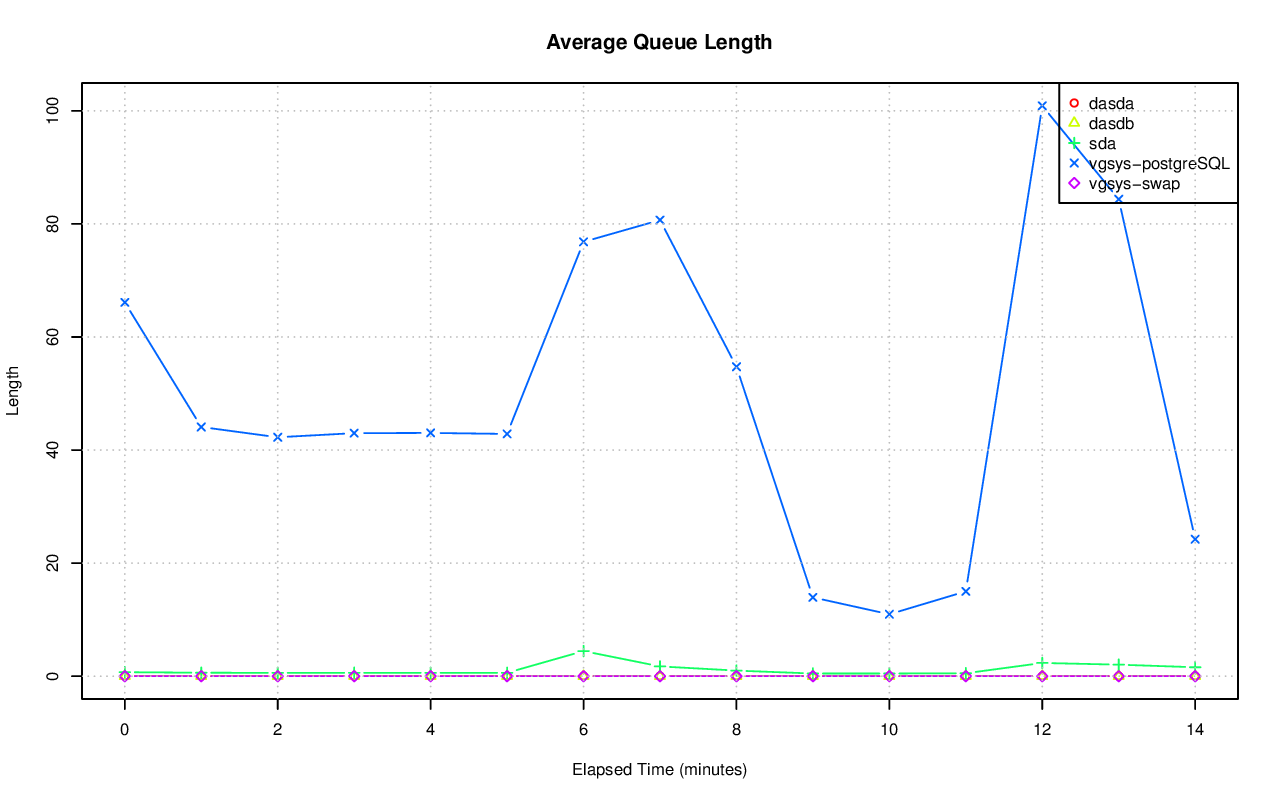 Average Queue Length
Length
100
80
60
40
20
0
dasda
dasdb
sda
vgsys−postgreSQL
vgsys−swap
0 2 4 6 8 10 12 14
Elapsed Time (minutes)